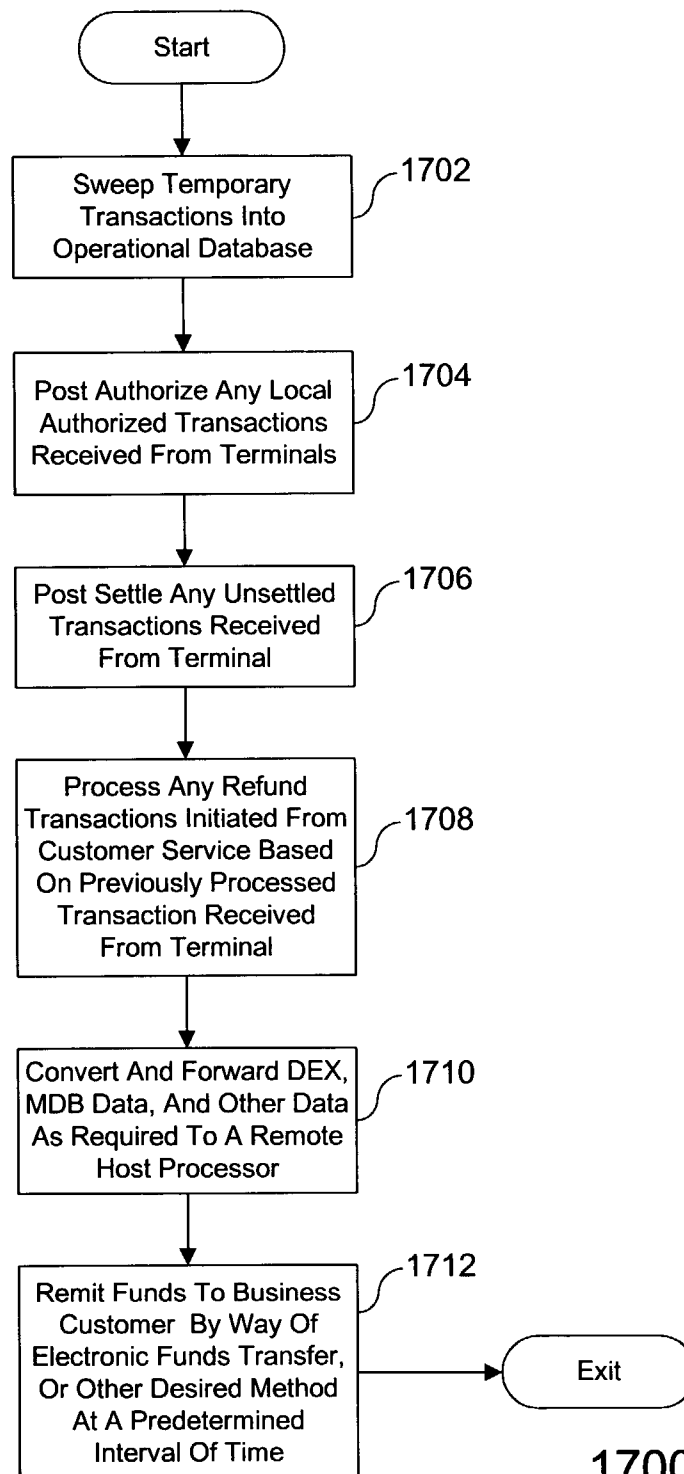 Start
1702
Sweep Temporary
Transactions Into
Operational Database
1704
Post Authorize Any Local
Authorized Transactions
Received From Terminals
1706
Post Settle Any Unsettled
Transactions Received
From Terminal
1708
Process Any Refund
Transactions Initiated From
Customer Service Based
On Previously Processed
Transaction Received
From Terminal
1710
Convert And Forward DEX,
MDB Data, And Other Data
As Required To A Remote
Host Processor
1712
Remit Funds To Business
Customer By Way Of
Electronic Funds Transfer,
Or Other Desired Method
At A Predetermined
Interval Of Time
Exit
1700